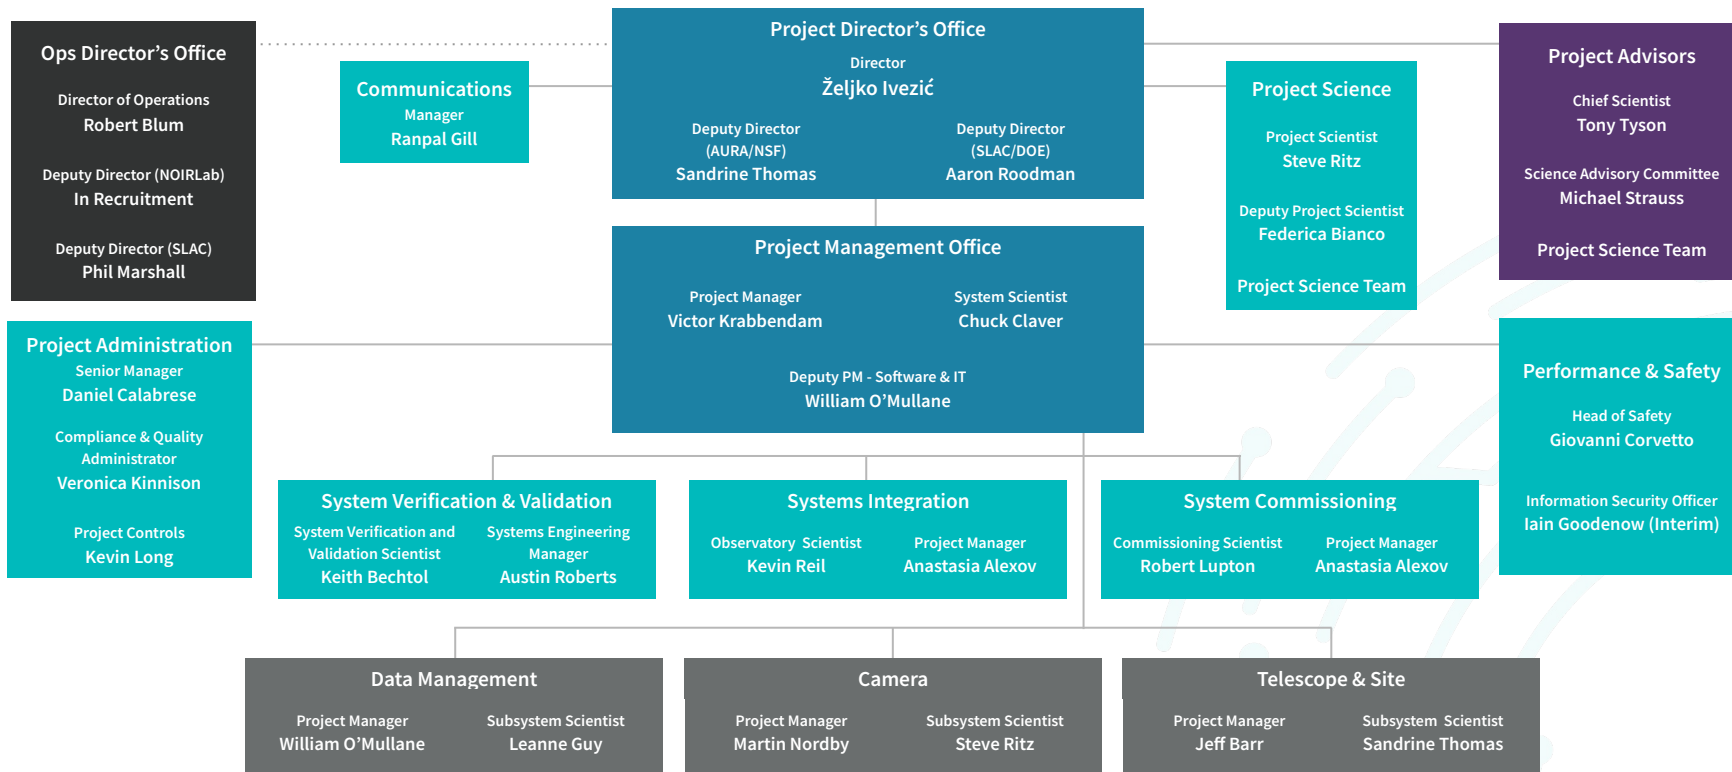 Ops Director’s Office
Director of Operations
Robert Blum
Deputy Director (NOIRLab)
In Recruitment
Deputy Director (SLAC)
Phil Marshall
Communications
Manager
Ranpal Gill
Project Director’s Office
Director
Željko Ivezić
Deputy Director
(AURA/NSF)
Sandrine Thomas
Deputy Director
(SLAC/DOE)
Aaron Roodman
Project Science
Project Scientist
Steve Ritz
Deputy Project Scientist
Federica Bianco
Project Science Team
Project Advisors
Chief Scientist
Tony Tyson
Science Advisory Committee
Michael Strauss
Project Science Team
Project Management Office
Project Manager
Victor Krabbendam
System Scientist
Chuck Claver
Deputy PM - Software & IT
William O’Mullane
Project Administration
Senior Manager
Daniel Calabrese
Compliance & Quality
Administrator
Veronica Kinnison
Project Controls
Kevin Long
Performance & Safety
Head of Safety
Giovanni Corvetto
Information Security Officer
Iain Goodenow (Interim)
System Verification & Validation
System Verification and
Validation Scientist
Keith Bechtol
Systems Engineering
Manager
Austin Roberts
Systems Integration
Observatory Scientist
Kevin Reil
Project Manager
Anastasia Alexov
System Commissioning
Commissioning Scientist
Robert Lupton
Project Manager
Anastasia Alexov
Data Management
Project Manager
William O’Mullane
Subsystem Scientist
Leanne Guy
Camera
Project Manager
Martin Nordby
Subsystem Scientist
Steve Ritz
Telescope & Site
Project Manager
Jeff Barr
Subsystem Scientist
Sandrine Thomas